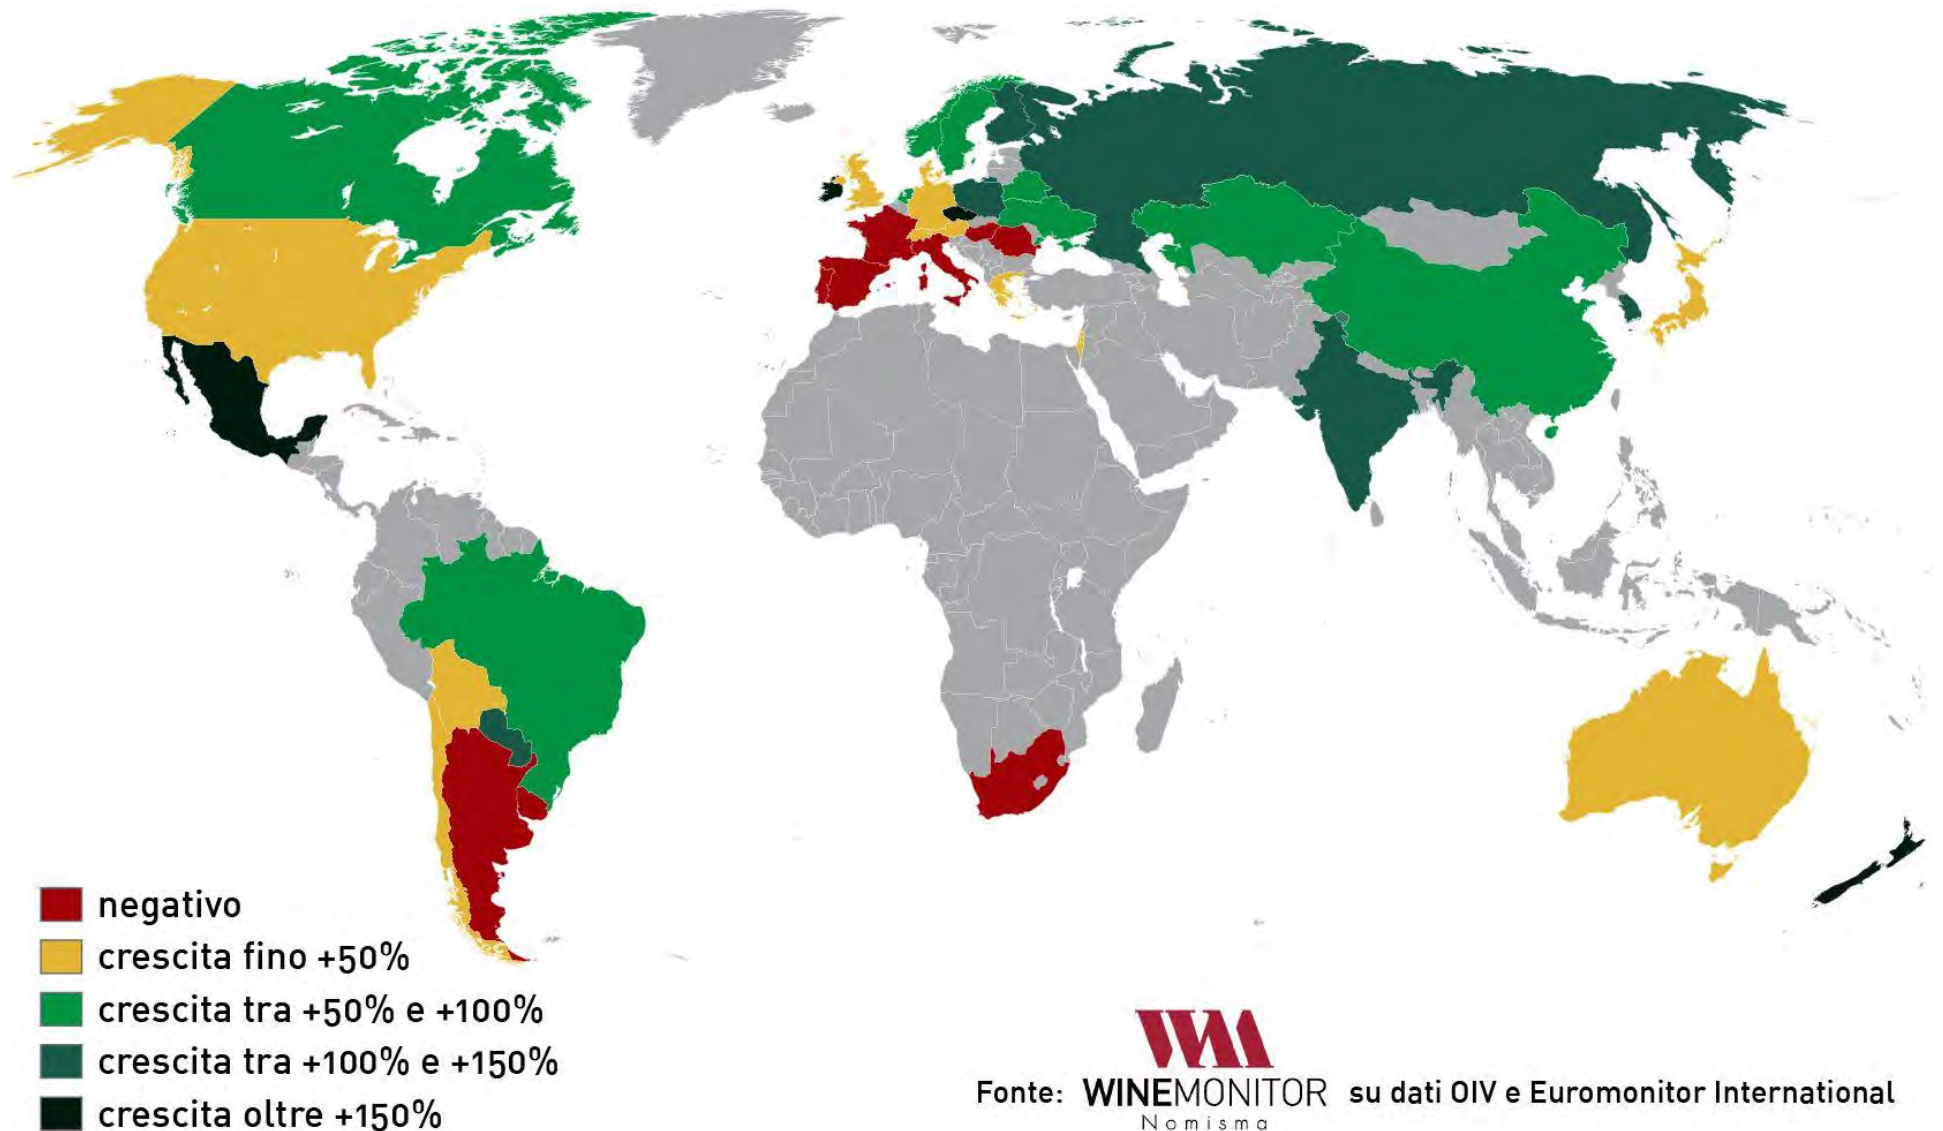 negativo
crescita fino +50%
crescita tra +50% e +100%
crescita tra +100% e +150%
crescita oltre +150%
Fonte: WINEMONITOR su dati OIV e Euromonitor International
Nomisma